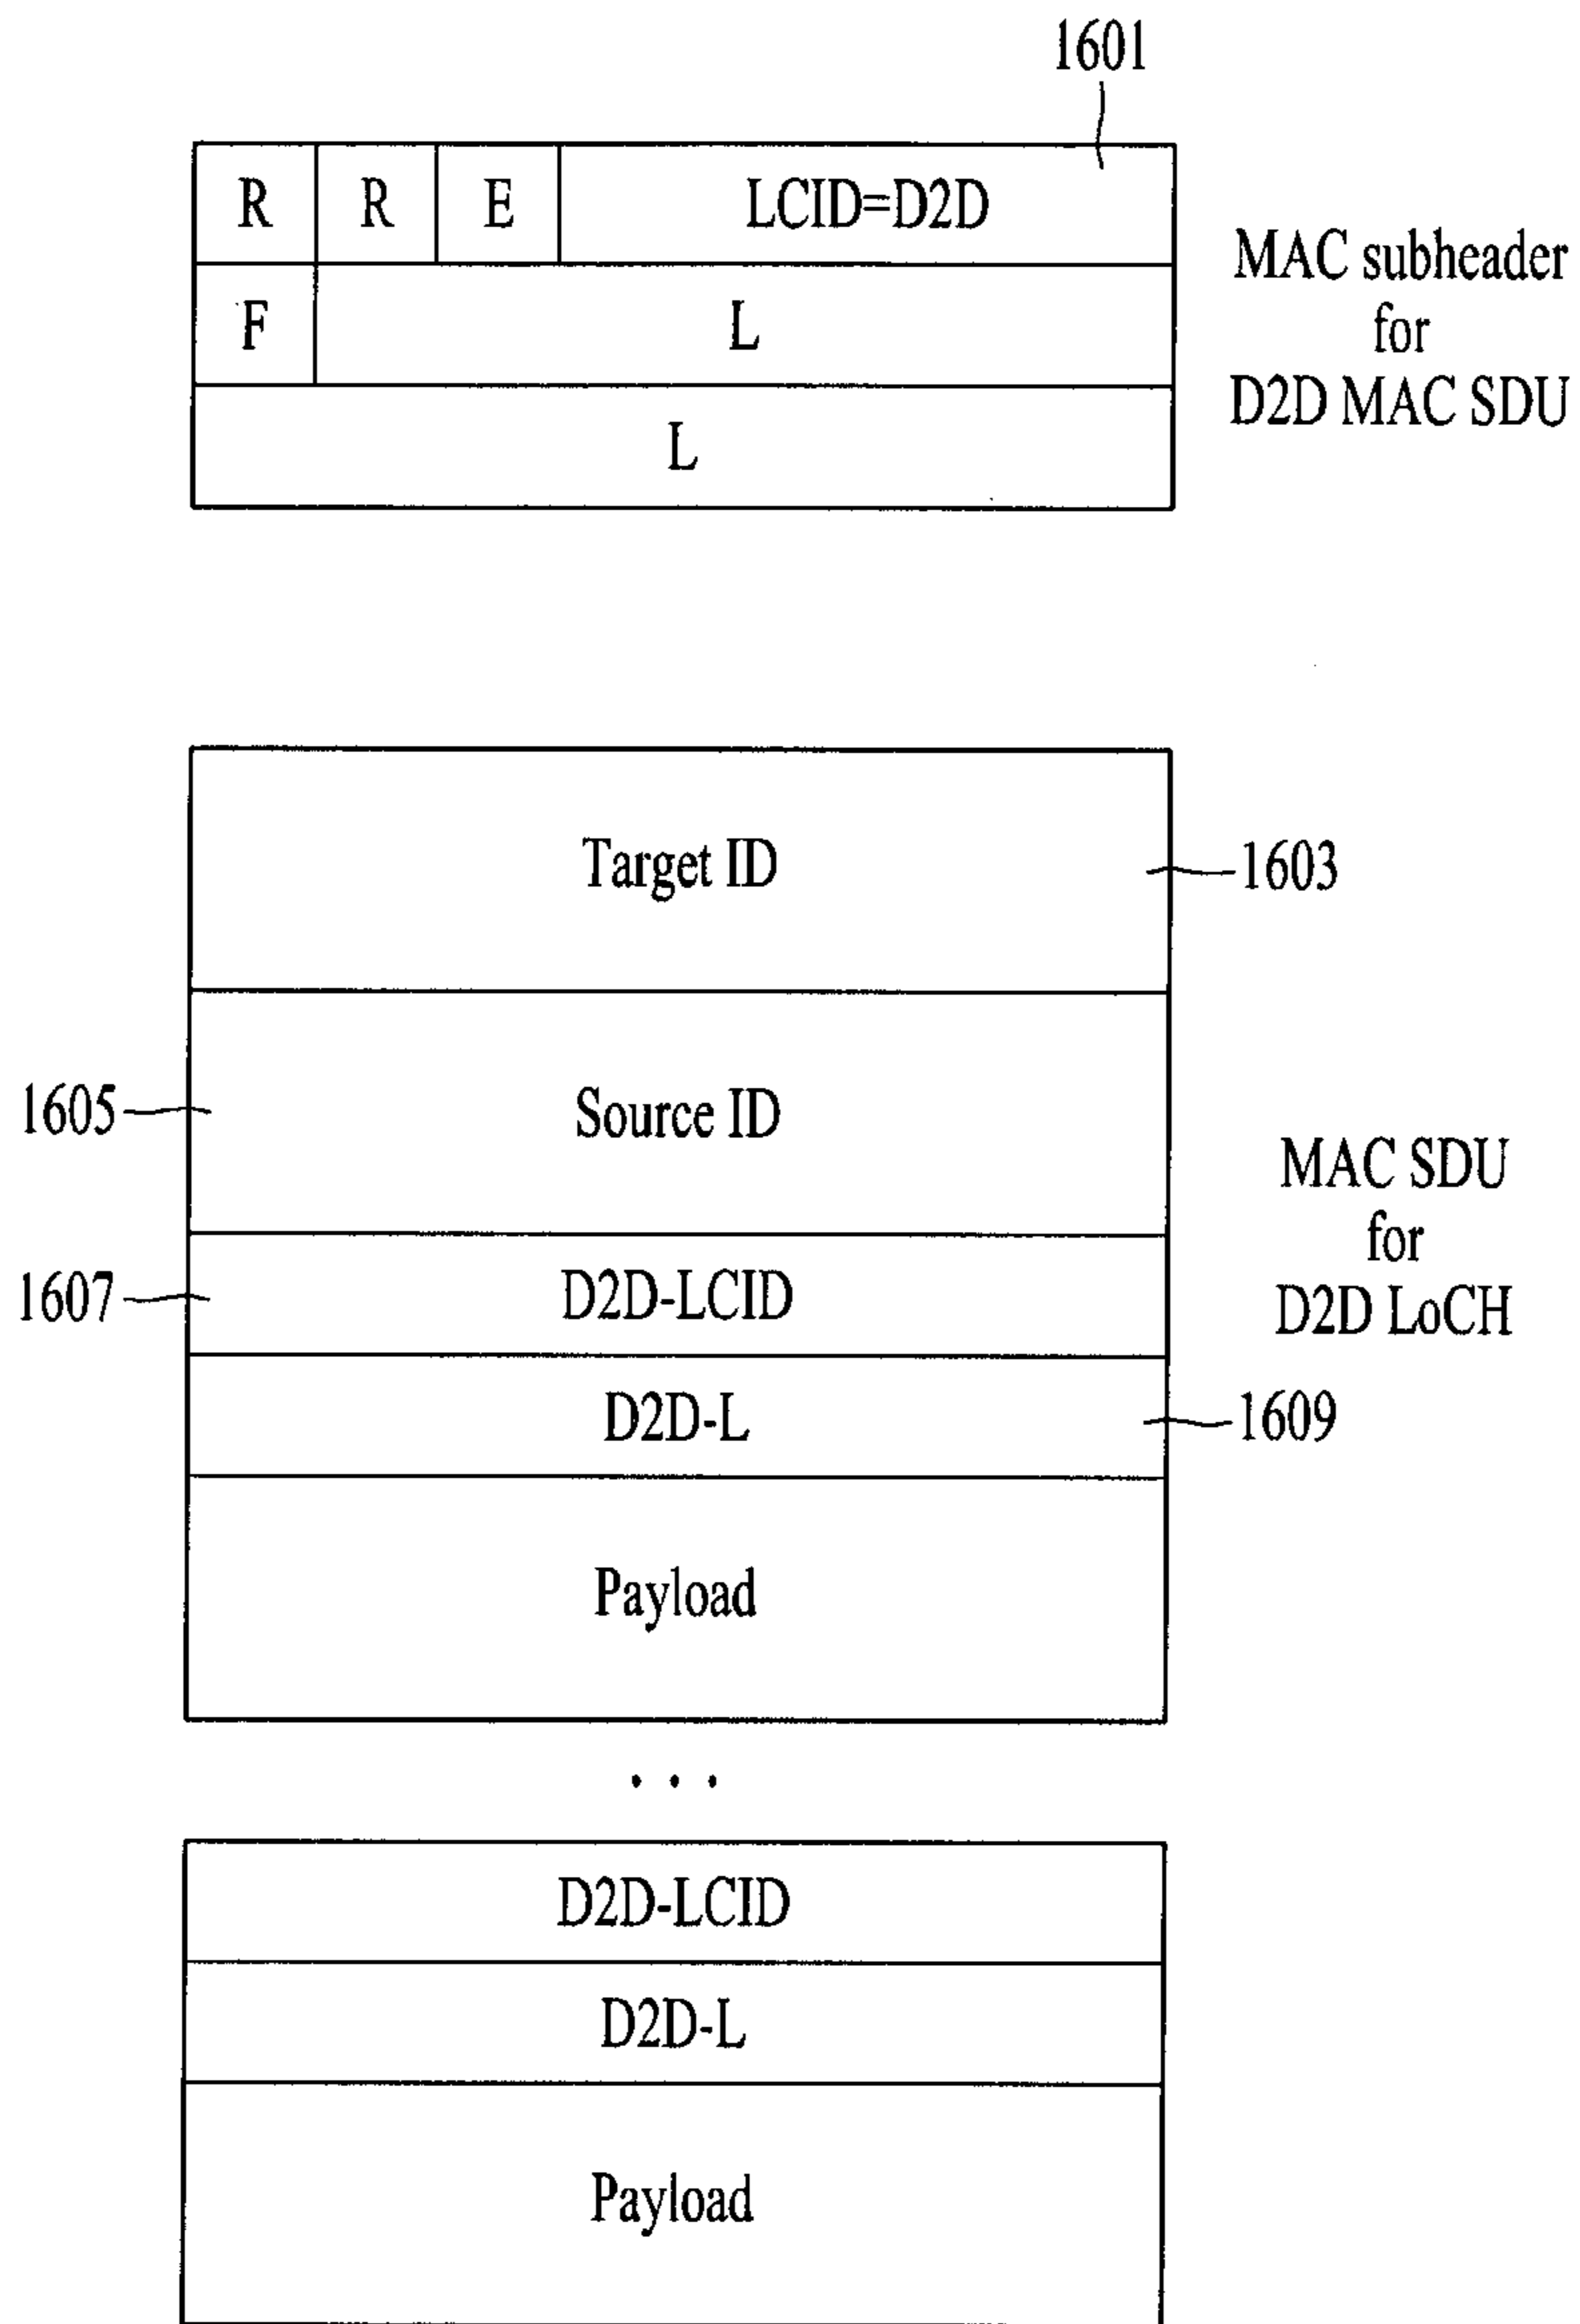 1601
R R E LCID=D2D
F L
L
MAC subheader
for
D2D MAC SDU
Target ID
1603
1605
Source ID
1607
D2D-LCID
D2D-L
1609
Payload
MAC SDU
for
D2D LoCH
...
D2D-LCID
D2D-L
Payload